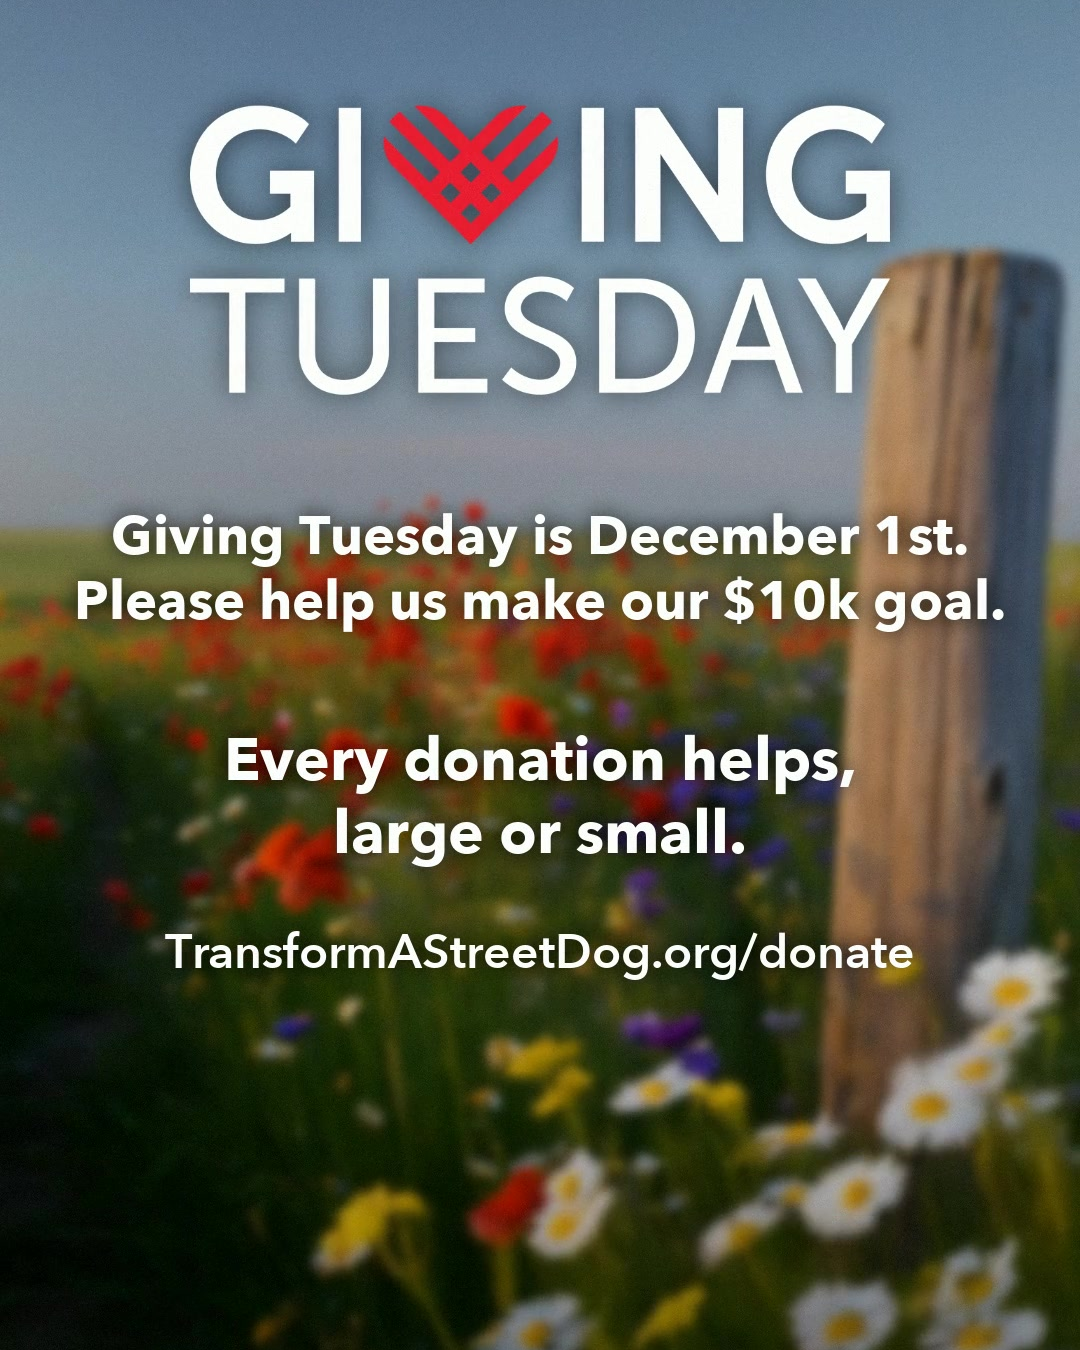 GIVING
TUESDAY
Giving Tuesday is December 1st.
Please help us make our $10k goal.
Every donation helps,
large or small.
TransformAStreetDog.org/donate